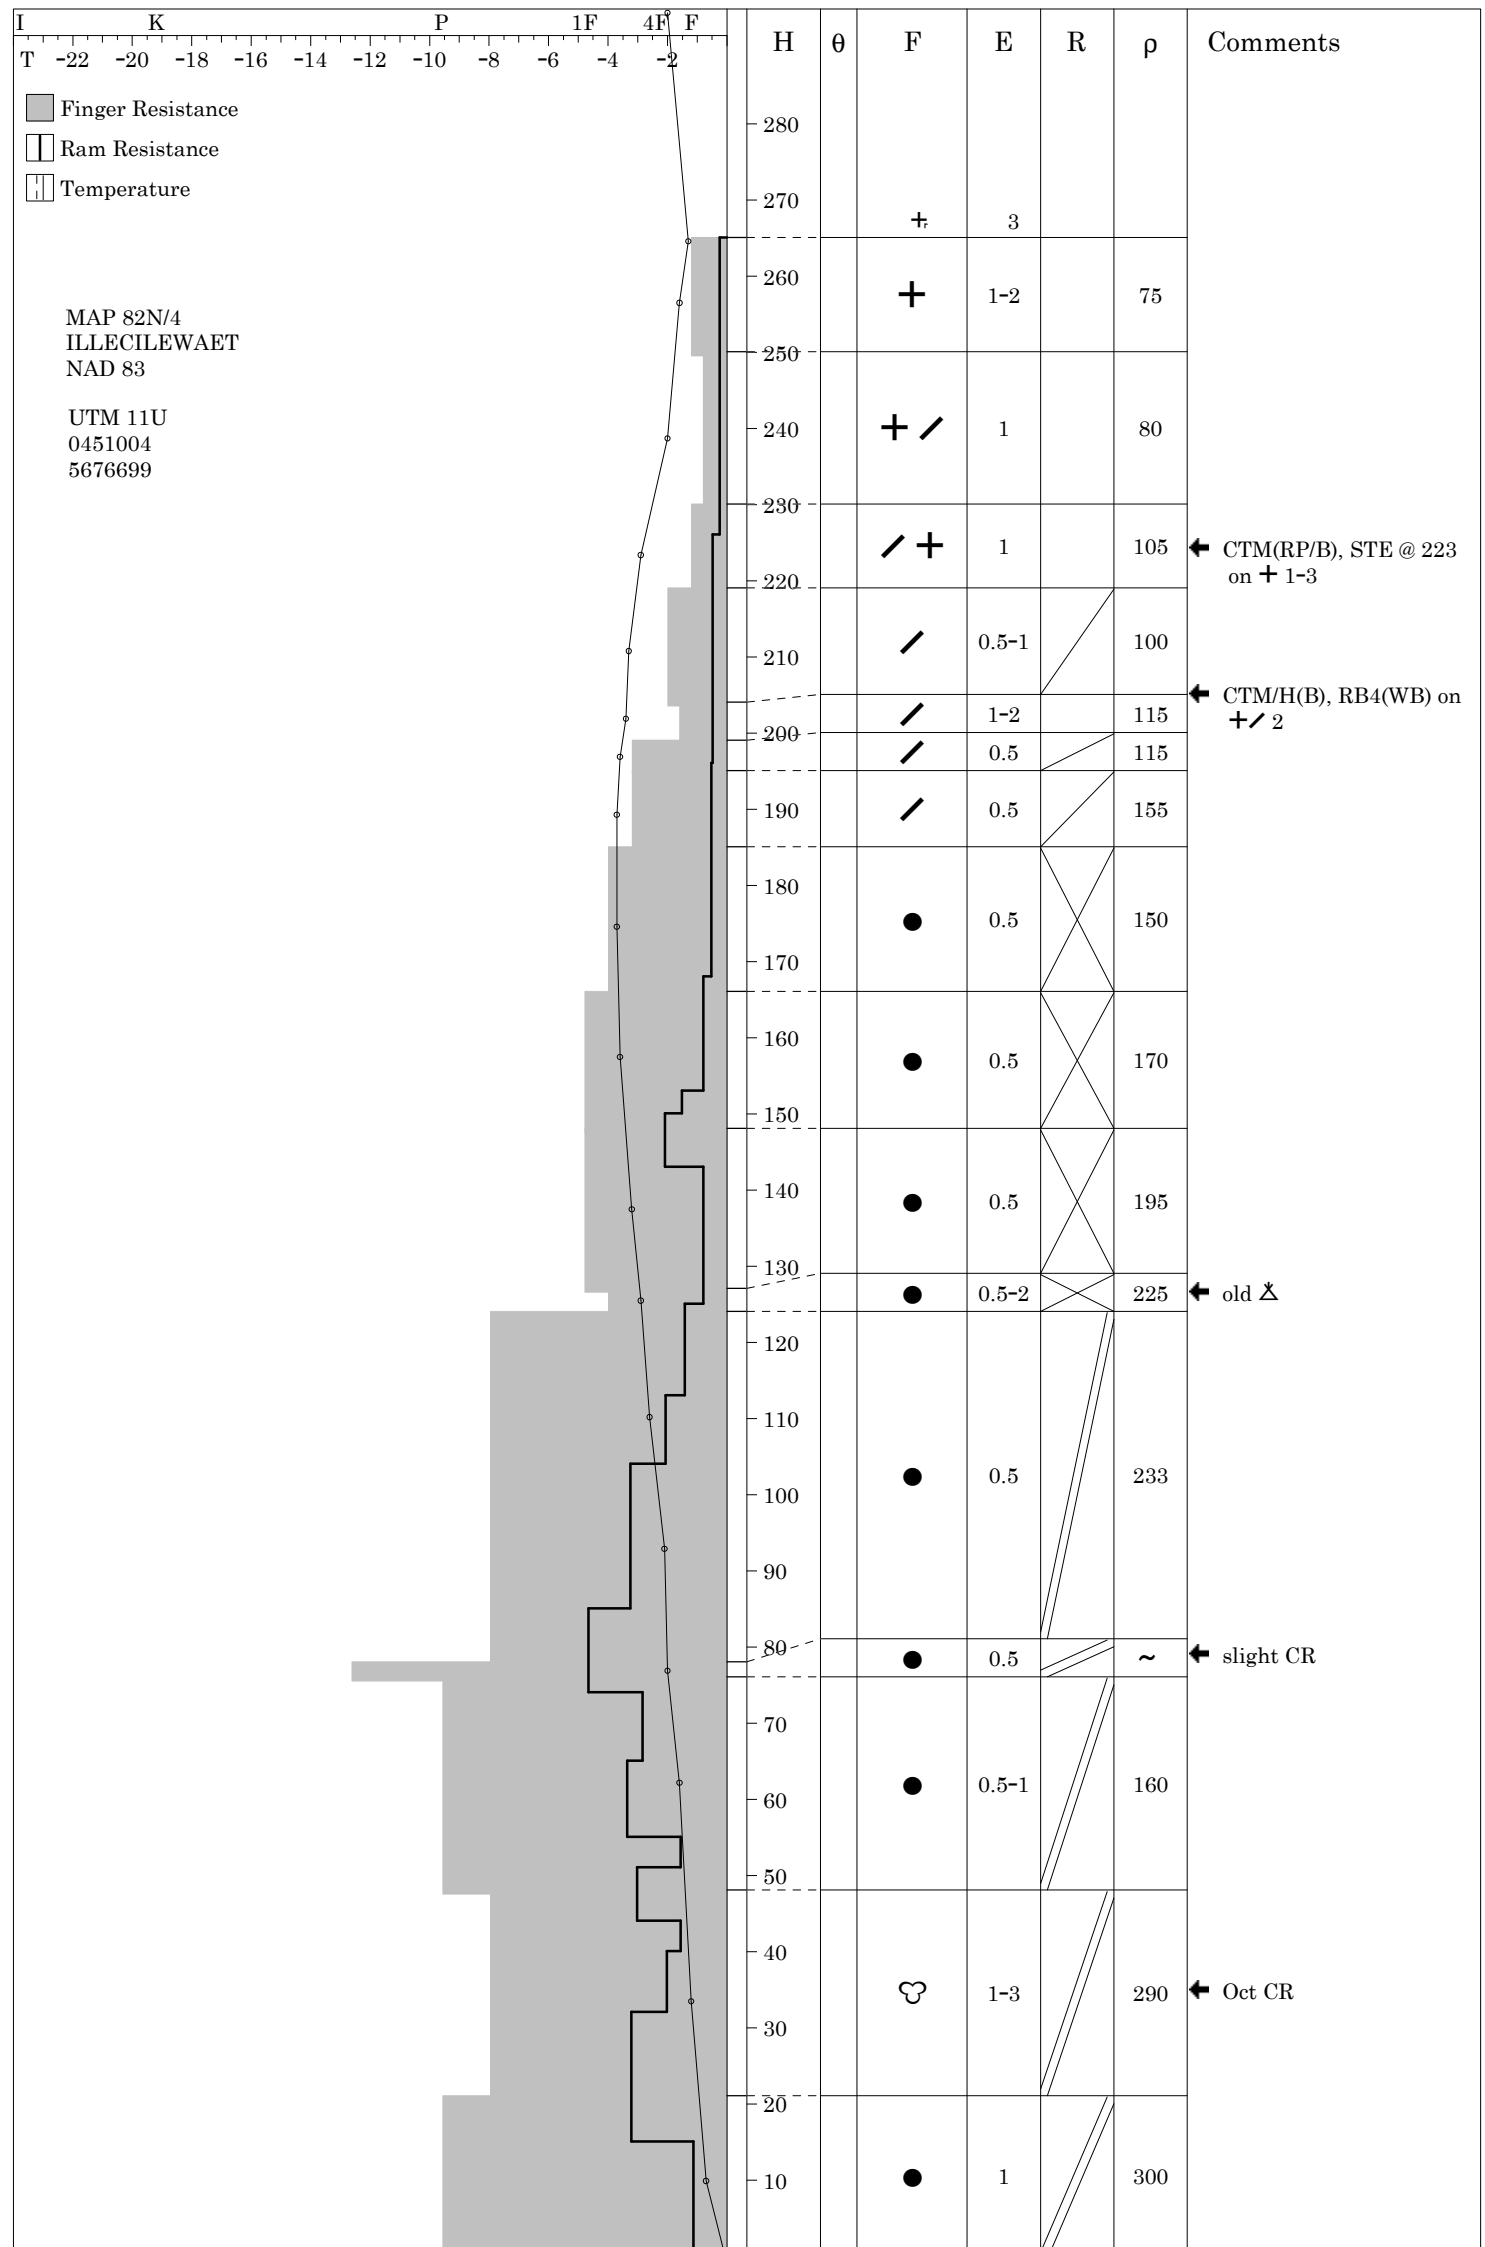 I K P 1F 4F F
T -22 -20 -18 -16 -14 -12 -10 -8 -6 -4 -2
H θ F E R ρ Comments
Finger Resistance
Ram Resistance
Temperature
MAP 82N/4
ILLECILEWAET
NAD 83
UTM 11U
0451004
5676699
280
270
+r 3
260
+ 1-2 75
250
240
+ / 1 80
230
/ + 1 105 CTM(RP/B), STE @ 223
on + 1-3
220
/ 0.5-1 100
210
CTM/H(B), RB4(WB) on
+/ 2
/ 1-2 115
200
/ 0.5 115
190
/ 0.5 155
180
● 0.5 150
170
160
● 0.5 170
150
140
● 0.5 195
130
● 0.5-2 225 old
120
110
● 0.5 233
100
90
80
● 0.5 ~ slight CR
70
● 0.5-1 160
60
50
40
1-3 290 Oct CR
30
20
10
● 1 300